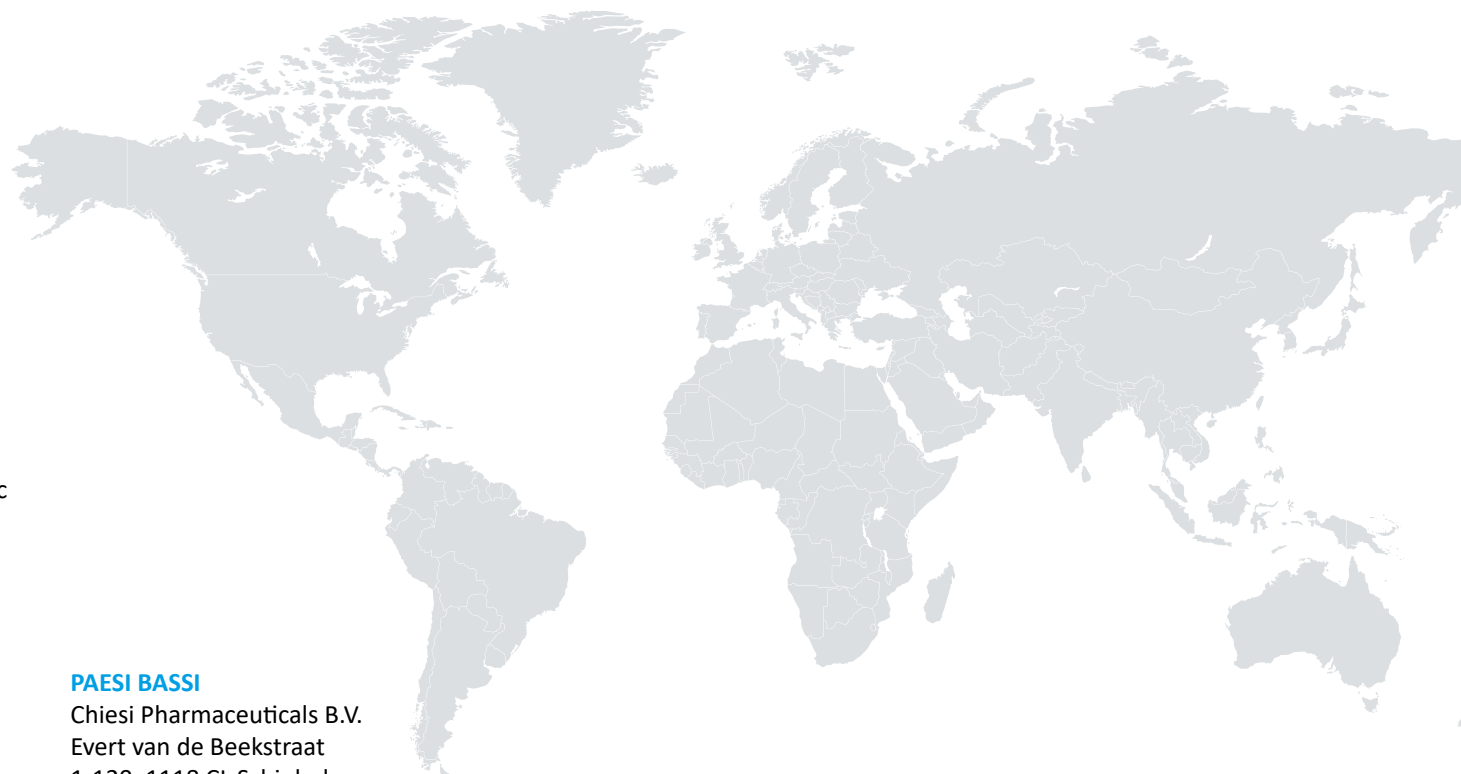 c
PAESI BASSI
Chiesi Pharmaceuticals B.V.
Evert van de Beekstraat